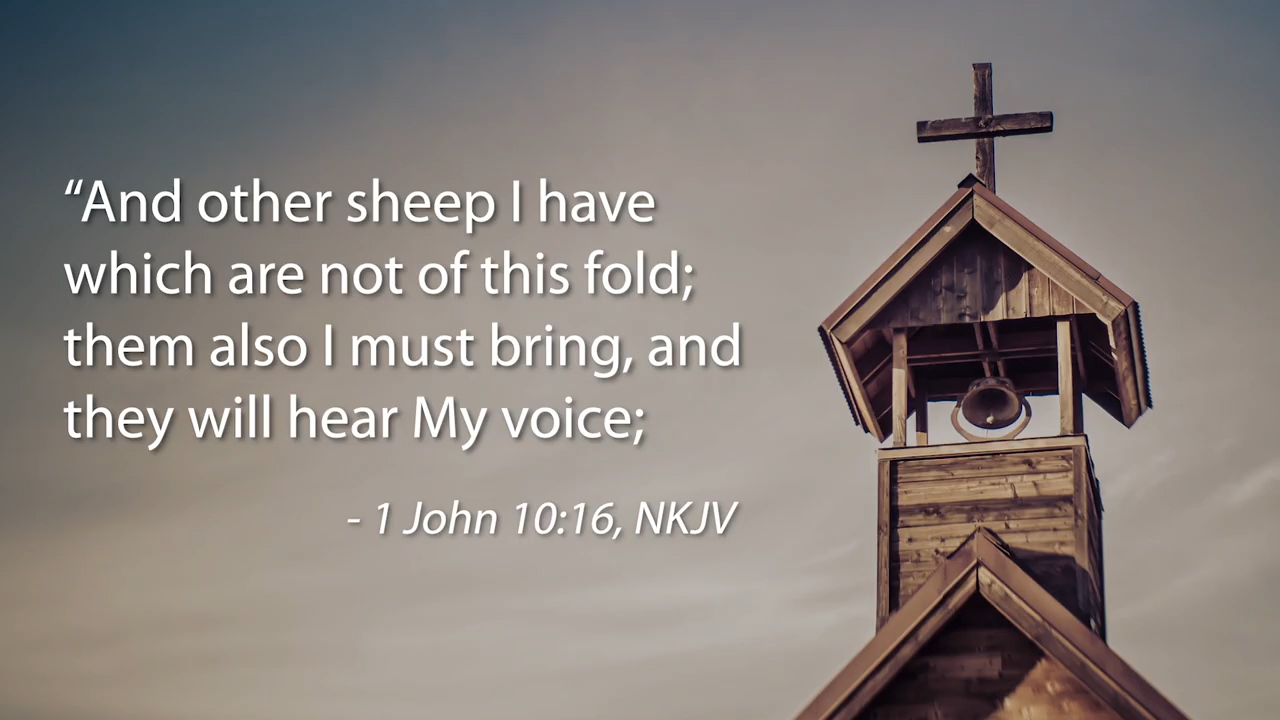 “And other sheep I have
which are not of this fold;
them also I must bring, and
they will hear My voice;
- 1 John 10:16, NKJV